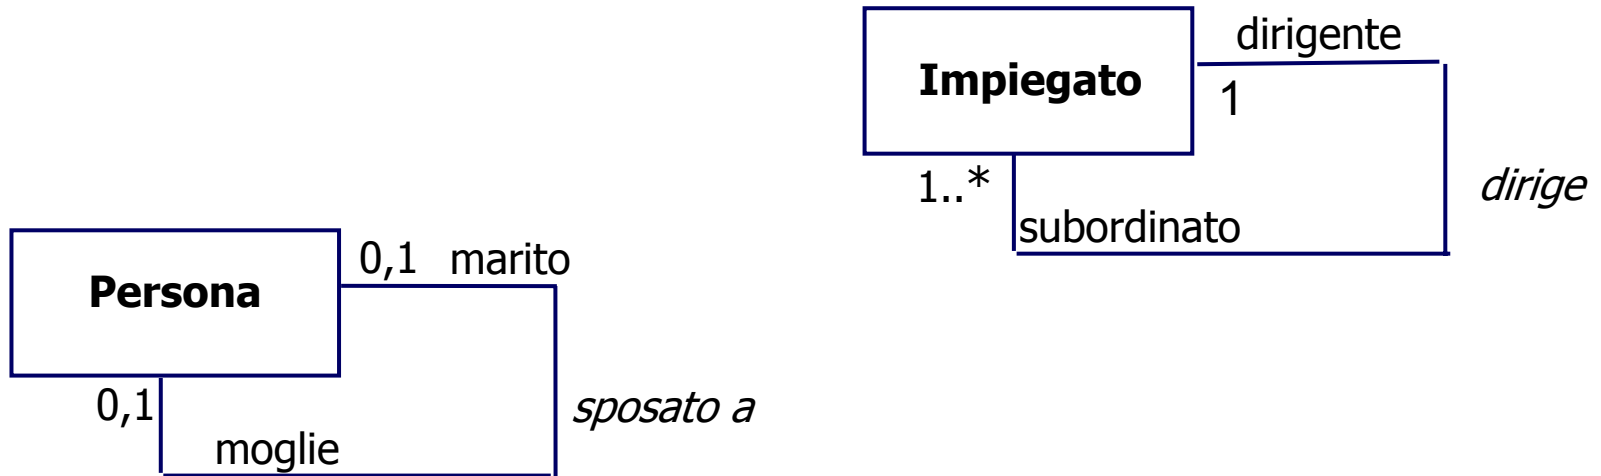 dirigente
Impiegato
1
1..*
dirige
subordinato
0,1 marito
Persona
0,1
sposato a
moglie